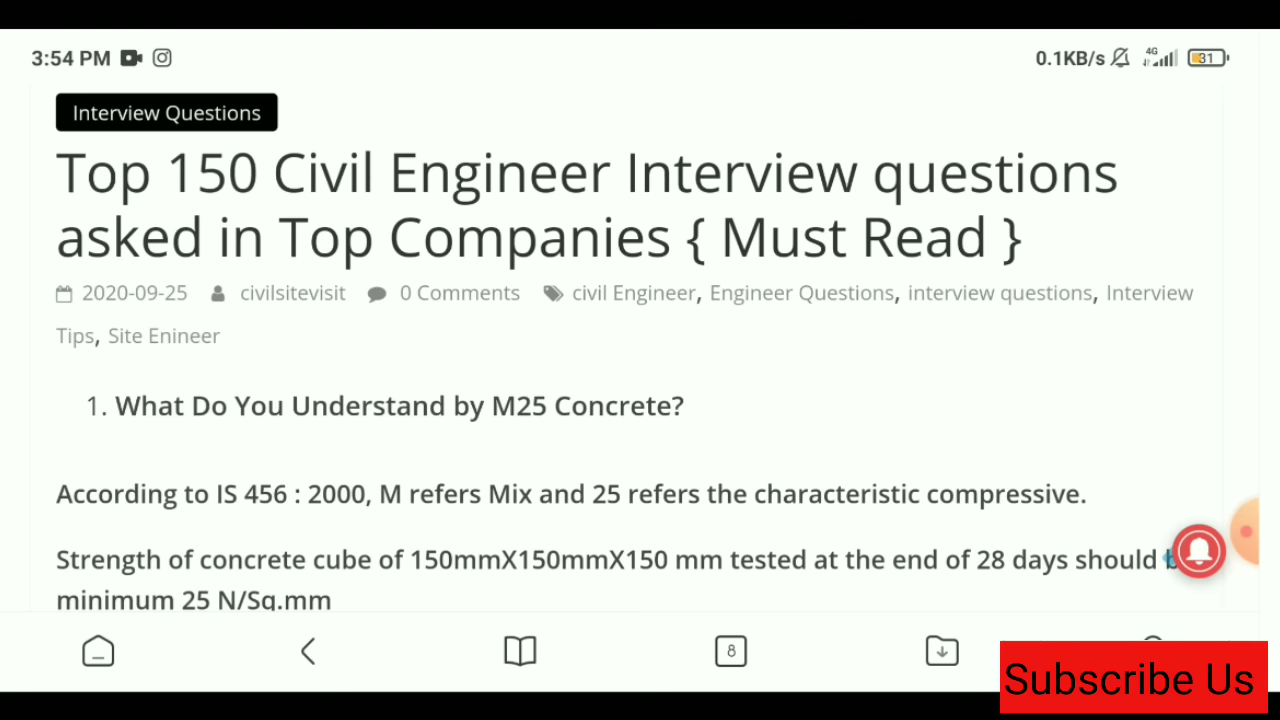 3:54 PM
0.1KB/s 4G 31
Interview Questions
Top 150 Civil Engineer Interview questions
asked in Top Companies { Must Read }
2020-09-25 civilsitevisit 0 Comments civil Engineer, Engineer Questions, interview questions, Interview
Tips, Site Enineer
1. What Do You Understand by M25 Concrete?
According to IS 456 : 2000, M refers Mix and 25 refers the characteristic compressive.
Strength of concrete cube of 150mmX150mmX150 mm tested at the end of 28 days should
minimum 25 N/Sq.mm
8
Subscribe Us